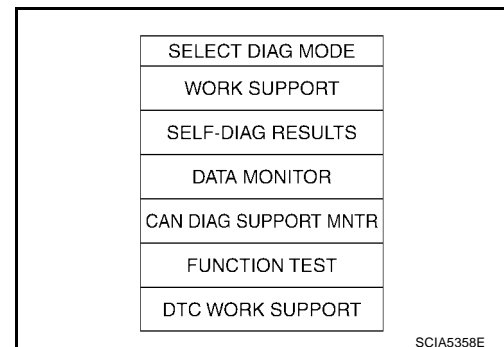 SELECT DIAG MODE
WORK SUPPORT
SELF-DIAG RESULTS
DATA MONITOR
CAN DIAG SUPPORT MNTR
FUNCTION TEST
DTC WORK SUPPORT
SCIA5358E